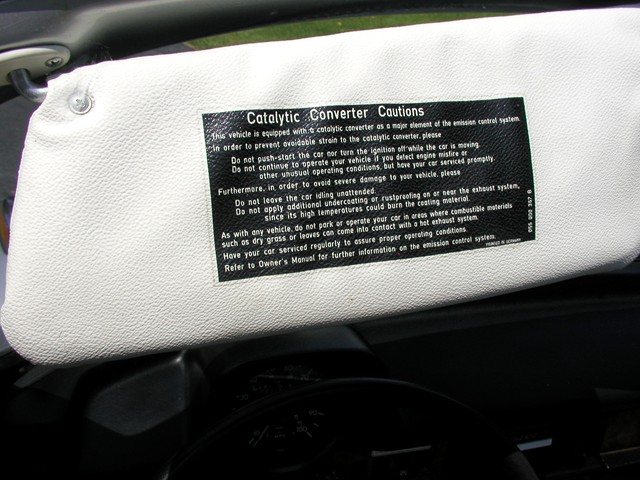 Catalytic Converter Cautions
This vehicle is equipped with a catalytic converter as a major element of the emission control system.
In order to prevent avoidable strain to the catalytic converter, please
Do not push-start the car nor turn the ignition off while the car is moving.
Do not continue to operate your vehicle if you detect engine misfire or
other unusual operating conditions, but have your car serviced promptly.
Furthermore, in order to avoid severe damage to your vehicle, please
Do not leave the car idling unattended.
Do not apply additional undercoating or rustproofing on or near the exhaust system,
since its high temperatures could burn the coating material.
As with any vehicle, do not park or operate your car in areas where combustible materials
such as dry grass or leaves can come into contact with a hot exhaust system.
Have your car serviced regularly to assure proper operating conditions.
Refer to Owner's Manual for further information on the emission control system.
PRINTED IN GERMANY